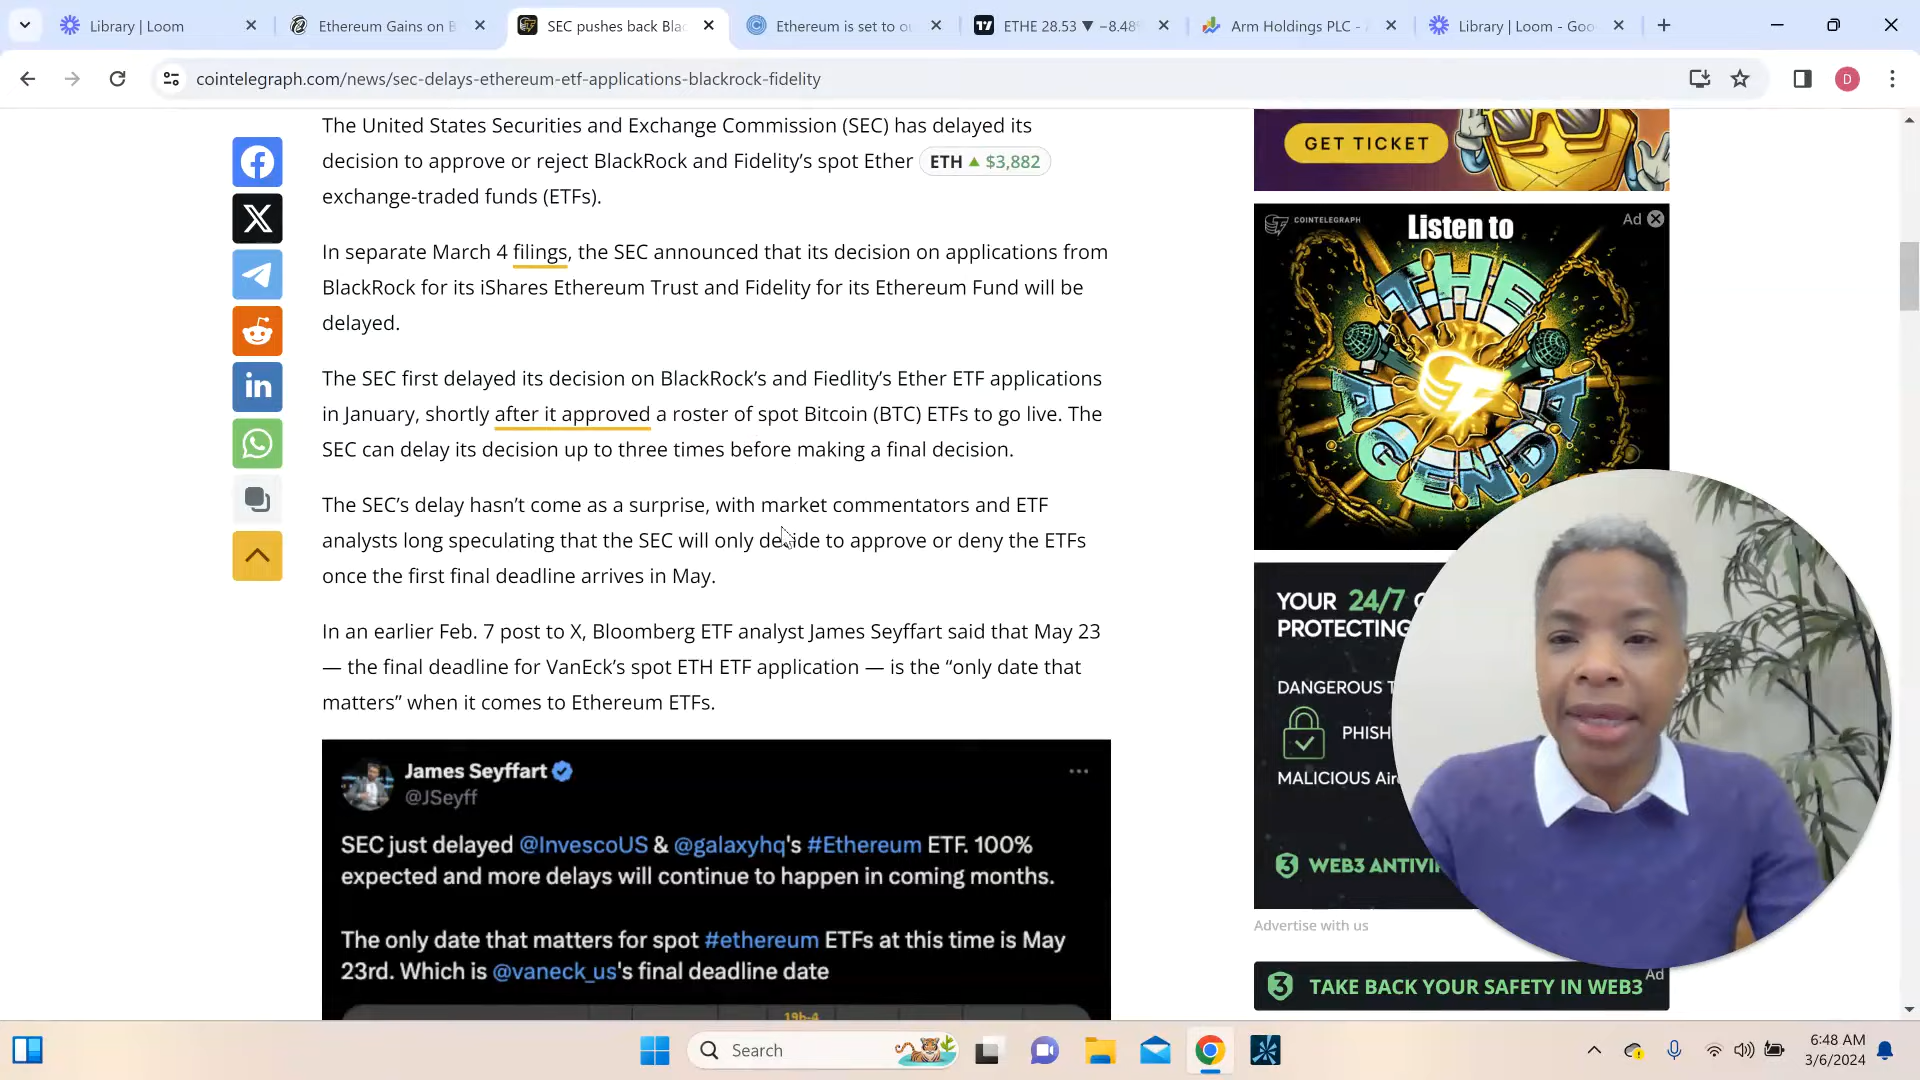 Library | Loom
Ethereum Gains on B
SEC pushes back Blac
Ethereum is set to ou
ETHE 28.53 ▼ −8.48%
Arm Holdings PLC - A
Library | Loom - Goo
cointelegraph.com/news/sec-delays-ethereum-etf-applications-blackrock-fidelity
D
The United States Securities and Exchange Commission (SEC) has delayed its
decision to approve or reject BlackRock and Fidelity’s spot Ether ETH ▲ $3,882
exchange-traded funds (ETFs).
In separate March 4 filings, the SEC announced that its decision on applications from
BlackRock for its iShares Ethereum Trust and Fidelity for its Ethereum Fund will be
delayed.
The SEC first delayed its decision on BlackRock’s and Fiedlity’s Ether ETF applications
in January, shortly after it approved a roster of spot Bitcoin (BTC) ETFs to go live. The
SEC can delay its decision up to three times before making a final decision.
The SEC’s delay hasn’t come as a surprise, with market commentators and ETF
analysts long speculating that the SEC will only decide to approve or deny the ETFs
once the first final deadline arrives in May.
In an earlier Feb. 7 post to X, Bloomberg ETF analyst James Seyffart said that May 23
— the final deadline for VanEck’s spot ETH ETF application — is the “only date that
matters” when it comes to Ethereum ETFs.
James Seyffart
@JSeyff
SEC just delayed @InvescoUS & @galaxyhq's #Ethereum ETF. 100%
expected and more delays will continue to happen in coming months.
The only date that matters for spot #ethereum ETFs at this time is May
23rd. Which is @vaneck_us's final deadline date
19b-4
GET TICKET
COINTELEGRAPH
Listen to
Ad
THE
AGENDA
YOUR 24/7
PROTECTING
DANGEROUS
PHISH
MALICIOUS Air
WEB3 ANTIVI
Advertise with us
Ad
TAKE BACK YOUR SAFETY IN WEB3
Search
6:48 AM
3/6/2024